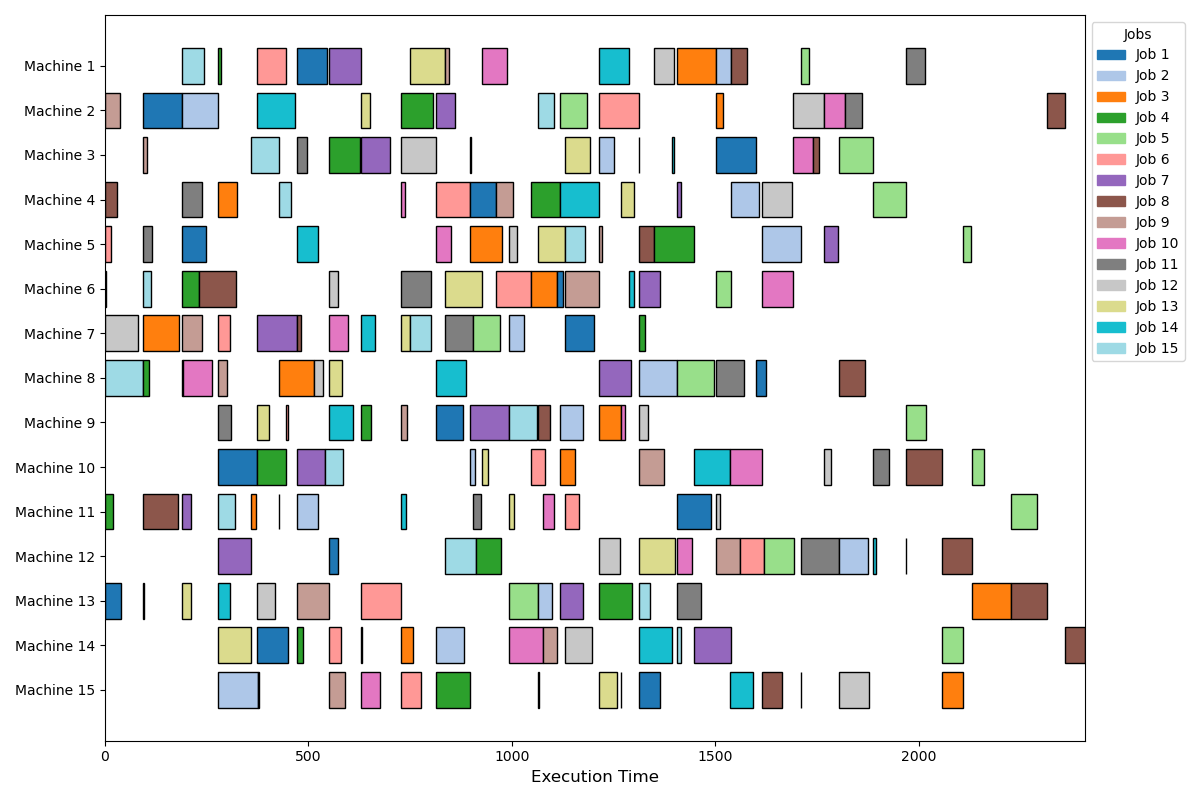 Machine 1
Machine 2
Machine 3
Machine 4
Machine 5
Machine 6
Machine 7
Machine 8
Machine 9
Machine 10
Machine 11
Machine 12
Machine 13
Machine 14
Machine 15
0 500 1000 1500 2000
Execution Time
Jobs
Job 1
Job 2
Job 3
Job 4
Job 5
Job 6
Job 7
Job 8
Job 9
Job 10
Job 11
Job 12
Job 13
Job 14
Job 15